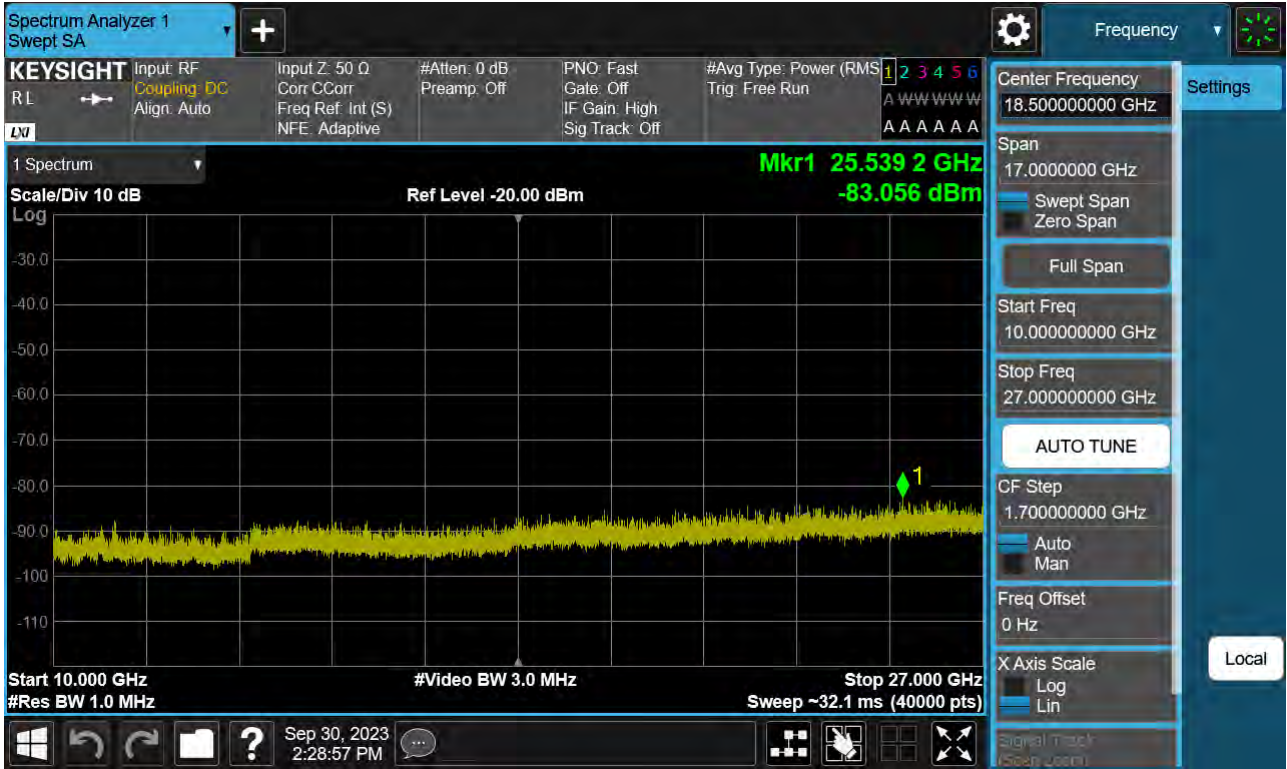 Spectrum Analyzer 1
Swept SA
+
Frequency
KEYSIGHT
R L
LXI
Input: RF
Coupling: DC
Align: Auto
Input Z: 50 Ω
Corr CCorr
Freq Ref: Int (S)
NFE: Adaptive
#Atten: 0 dB
Preamp: Off
PNO: Fast
Gate: Off
IF Gain: High
Sig Track: Off
#Avg Type: Power (RMS
Trig: Free Run
1 2 3 4 5 6
A W W W W W
A A A A A A
Center Frequency
18.500000000 GHz
Settings
Span
17.0000000 GHz
Swept Span
Zero Span
Full Span
Start Freq
10.000000000 GHz
Stop Freq
27.000000000 GHz
AUTO TUNE
CF Step
1.700000000 GHz
Auto
Man
Freq Offset
0 Hz
X Axis Scale
Log
Lin
Signal Track
(Span Zoom)
Local
1 Spectrum
Mkr1 25.539 2 GHz
Scale/Div 10 dB
Ref Level -20.00 dBm
-83.056 dBm
Log
-30.0
-40.0
-50.0
-60.0
-70.0
-80.0
-90.0
-100
-110
1
Start 10.000 GHz
#Video BW 3.0 MHz
Stop 27.000 GHz
#Res BW 1.0 MHz
Sweep ~32.1 ms (40000 pts)
?
Sep 30, 2023
2:28:57 PM